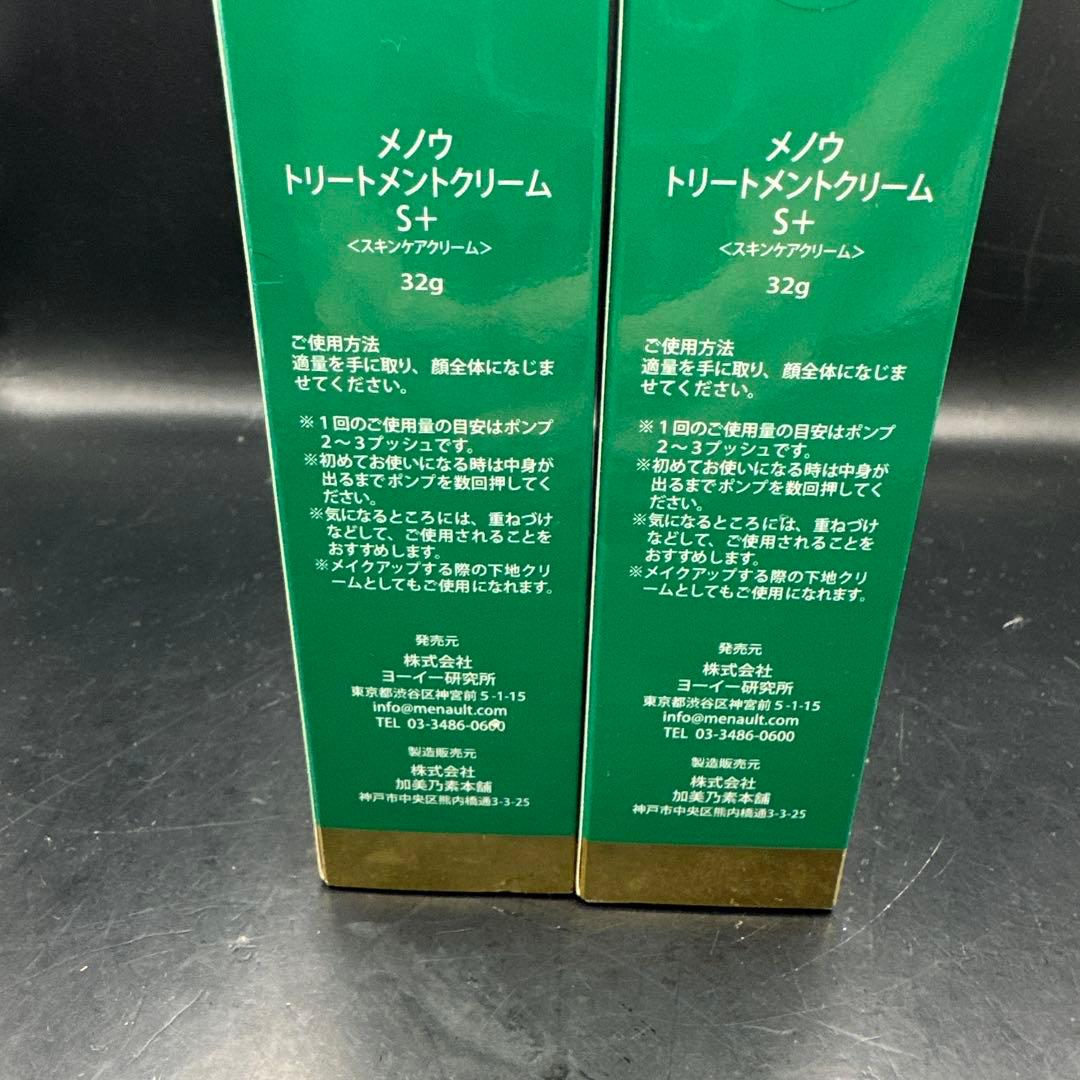 メノウ
トリートメントクリーム
S+
<スキンケアクリーム>
32g
ご使用方法
適量を手に取り、顔全体になじま
せてください。
※1回のご使用量の目安はポンプ
2〜3プッシュです。
※初めてお使いになる時は中身が
出るまでポンプを数回押してく
ださい。
※気になるところには、重ねづけ
などして、ご使用されることを
おすすめします。
※メイクアップする際の下地クリ
ームとしてもご使用になれます。
発売元
株式会社
ヨーイー研究所
東京都渋谷区神宮前5-1-15
info@menault.com
TEL 03-3486-0600
製造販売元
株式会社
加美乃素本舗
神戸市中央区熊内橋通3-3-25
メノウ
トリートメントクリーム
S+
<スキンケアクリーム>
32g
ご使用方法
適量を手に取り、顔全体になじま
せてください。
※1回のご使用量の目安はポンプ
2〜3プッシュです。
※初めてお使いになる時は中身が
出るまでポンプを数回押してく
ださい。
※気になるところには、重ねづけ
などして、ご使用されることを
おすすめします。
※メイクアップする際の下地クリ
ームとしてもご使用になれます。
発売元
株式会社
ヨーイー研究所
東京都渋谷区神宮前5-1-15
info@menault.com
TEL 03-3486-0600
製造販売元
株式会社
加美乃素本舗
神戸市中央区熊内橋通3-3-25